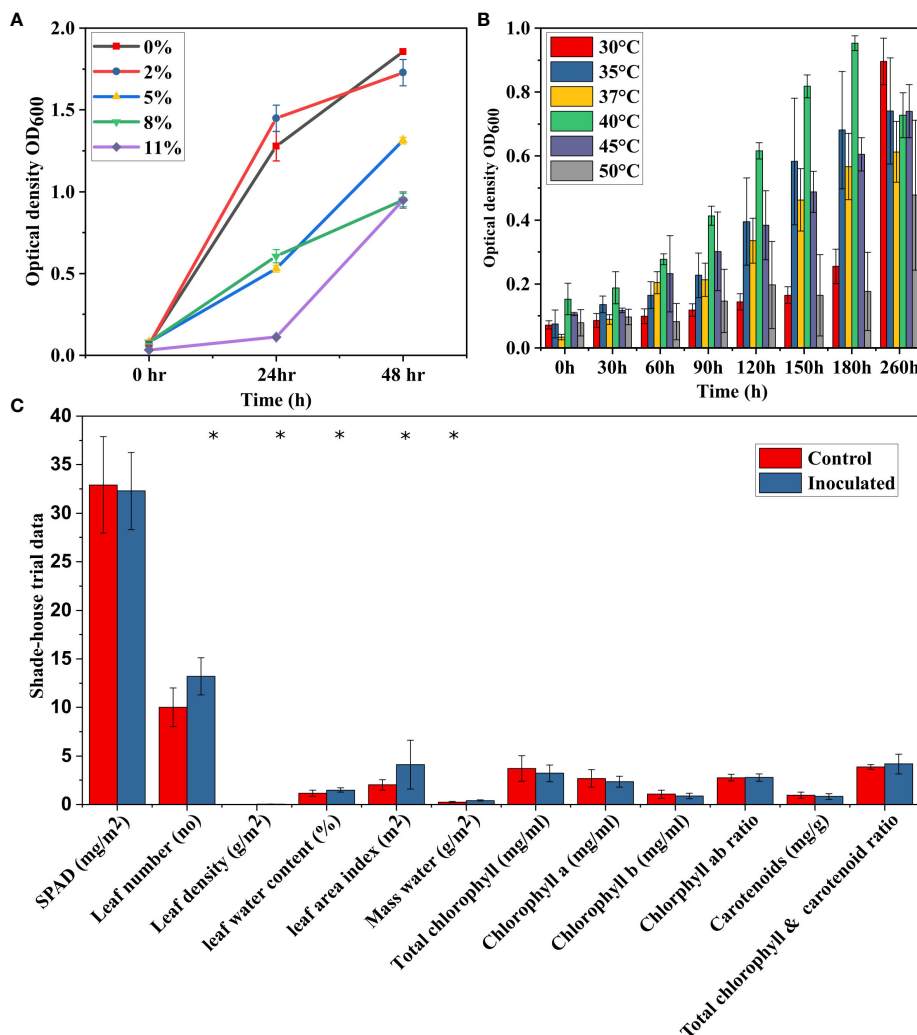 A
2.0
1.5
1.0
0.5
0.0
Optical density OD600
0%
2%
5%
8%
11%
0 hr
24hr
48 hr
Time (h)
B
1.0
0.8
0.6
0.4
0.2
0.0
Optical density OD600
30°C
35°C
37°C
40°C
45°C
50°C
0h
30h
60h
90h
120h
150h
180h
260h
Time (h)
C
40
35
30
25
20
15
10
5
0
Shade-house trial data
* * * * *
Control
Inoculated
SPAD (mg/m2)
Leaf number (no)
Leaf density (g/m2)
leaf water content (%)
leaf area index (m2)
Mass water (g/m2)
Total chlorophyll (mg/ml)
Chlorophyll a (mg/ml)
Chlorophyll b (mg/ml)
Chlorphyll ab ratio
Carotenoids (mg/g)
Total chlorophyll & carotenoid ratio